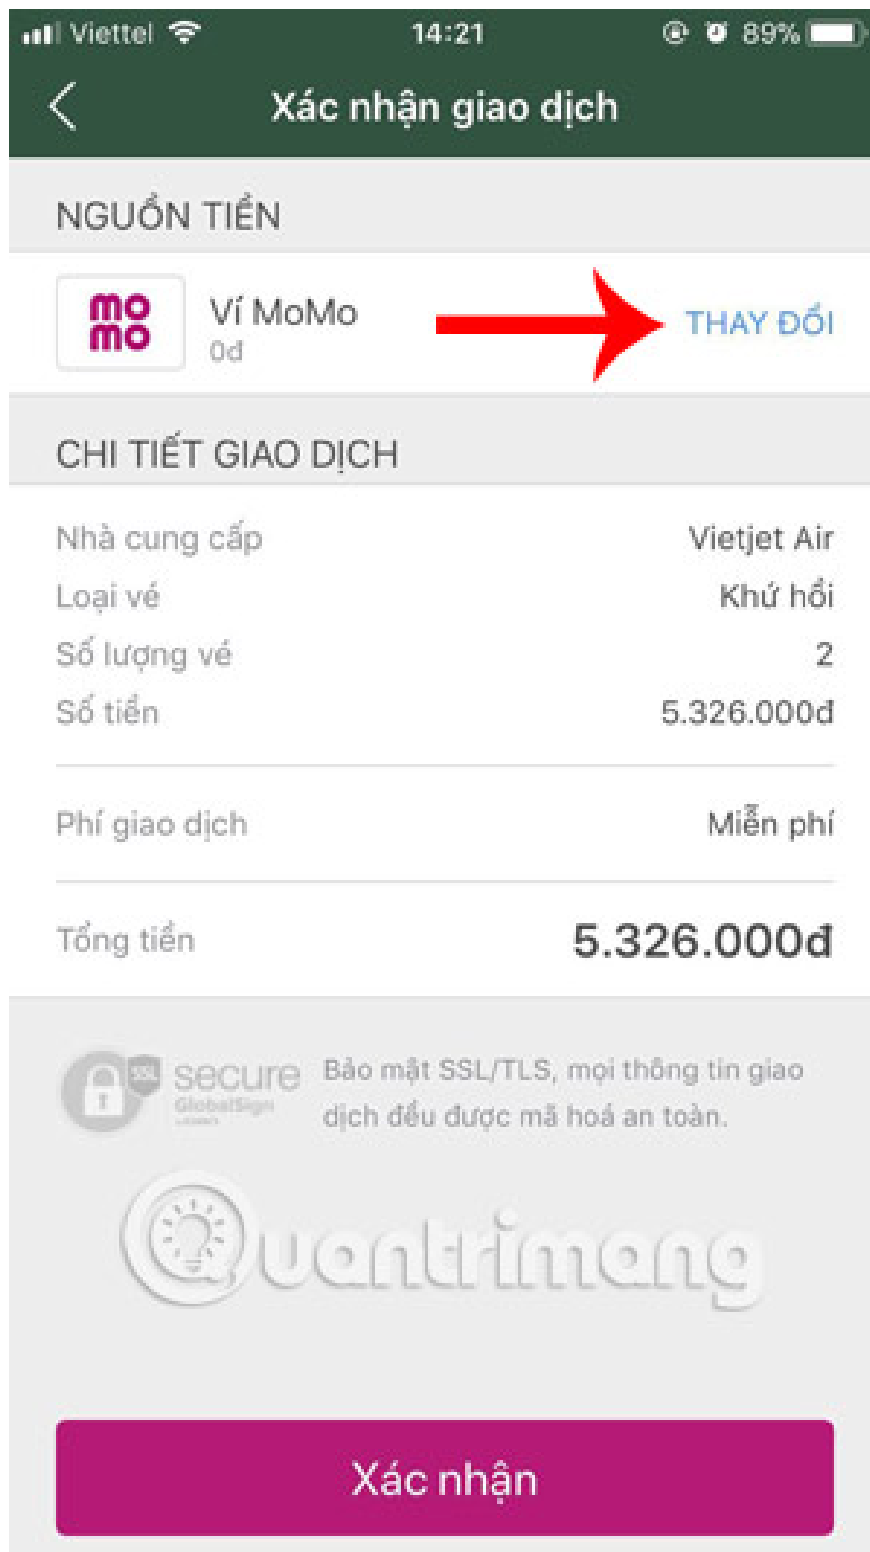 Viettel 14:21 89%
Xác nhận giao dịch
NGUỒN TIỀN
mo
mo
Ví MoMo
0đ
THAY ĐỔI
CHI TIẾT GIAO DỊCH
Nhà cung cấp Vietjet Air
Loại vé Khứ hồi
Số lượng vé 2
Số tiền 5.326.000đ
Phí giao dịch Miễn phí
Tổng tiền 5.326.000đ
SSL
secure
GlobalSign
Bảo mật SSL/TLS, mọi thông tin giao
dịch đều được mã hoá an toàn.
Quantrimang
Xác nhận